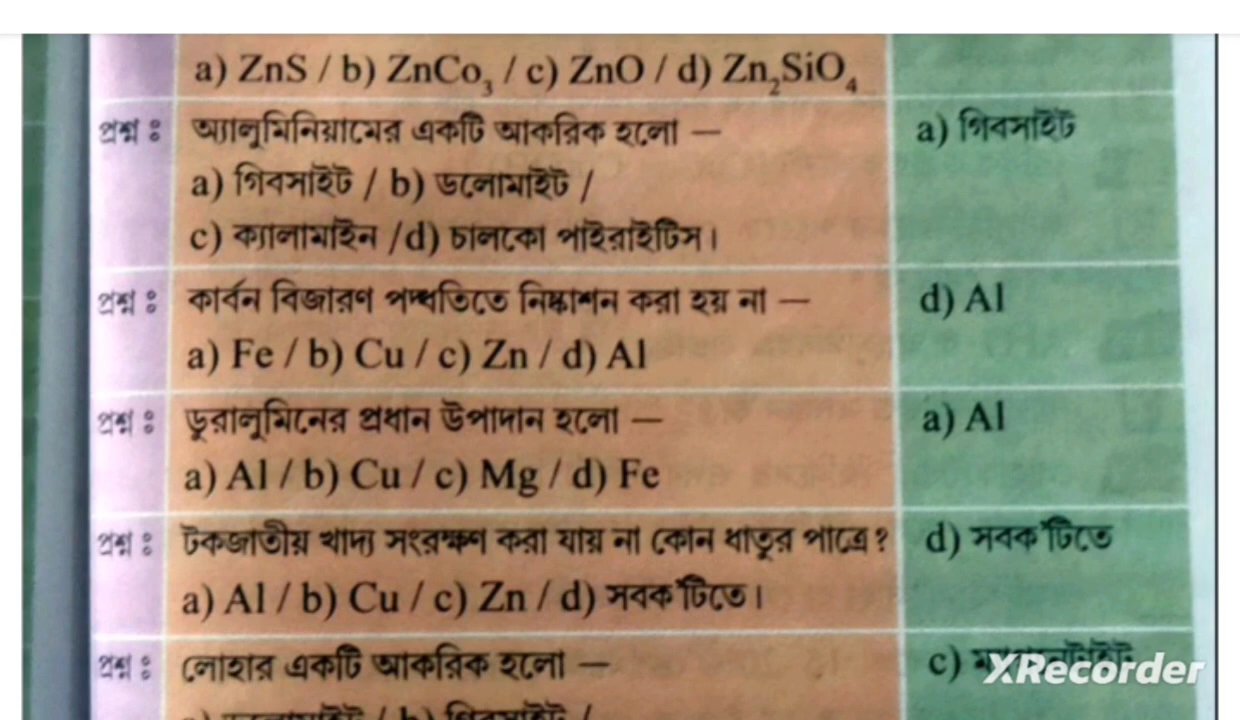 a) ZnS / b) ZnCo₃ / c) ZnO / d) Zn₂SiO₄
প্রশ্ন ঃ অ্যালুমিনিয়ামের একটি আকরিক হলো — a) গিবসাইট
a) গিবসাইট / b) ডলোমাইট /
c) ক্যালামাইন /d) চালকো পাইরাইটিস।
প্রশ্ন ঃ কার্বন বিজারণ পদ্ধতিতে নিষ্কাশন করা হয় না — d) Al
a) Fe / b) Cu / c) Zn / d) Al
প্রশ্ন ঃ ডুরালুমিনের প্রধান উপাদান হলো — a) Al
a) Al / b) Cu / c) Mg / d) Fe
প্রশ্ন ঃ টকজাতীয় খাদ্য সংরক্ষণ করা যায় না কোন ধাতুর পাত্রে? d) সবক'টিতে
a) Al / b) Cu / c) Zn / d) সবক'টিতে।
প্রশ্ন ঃ লোহার একটি আকরিক হলো — c)
XRecorder